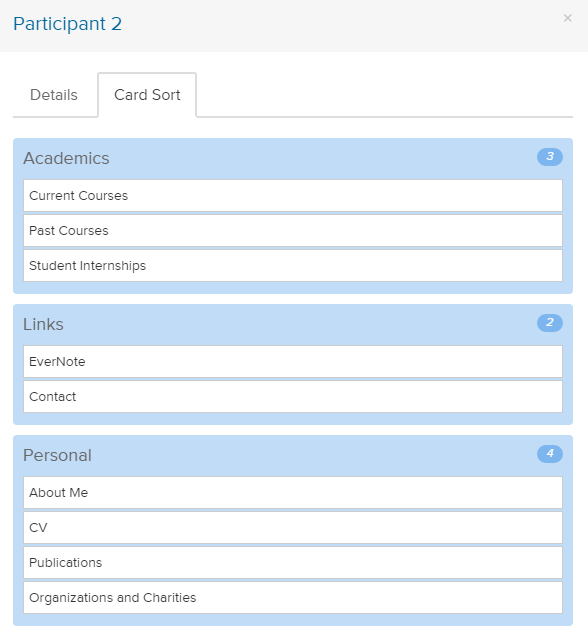 Participant 2
×
Details
Card Sort
Academics
3
Current Courses
Past Courses
Student Internships
Links
2
EverNote
Contact
Personal
4
About Me
CV
Publications
Organizations and Charities